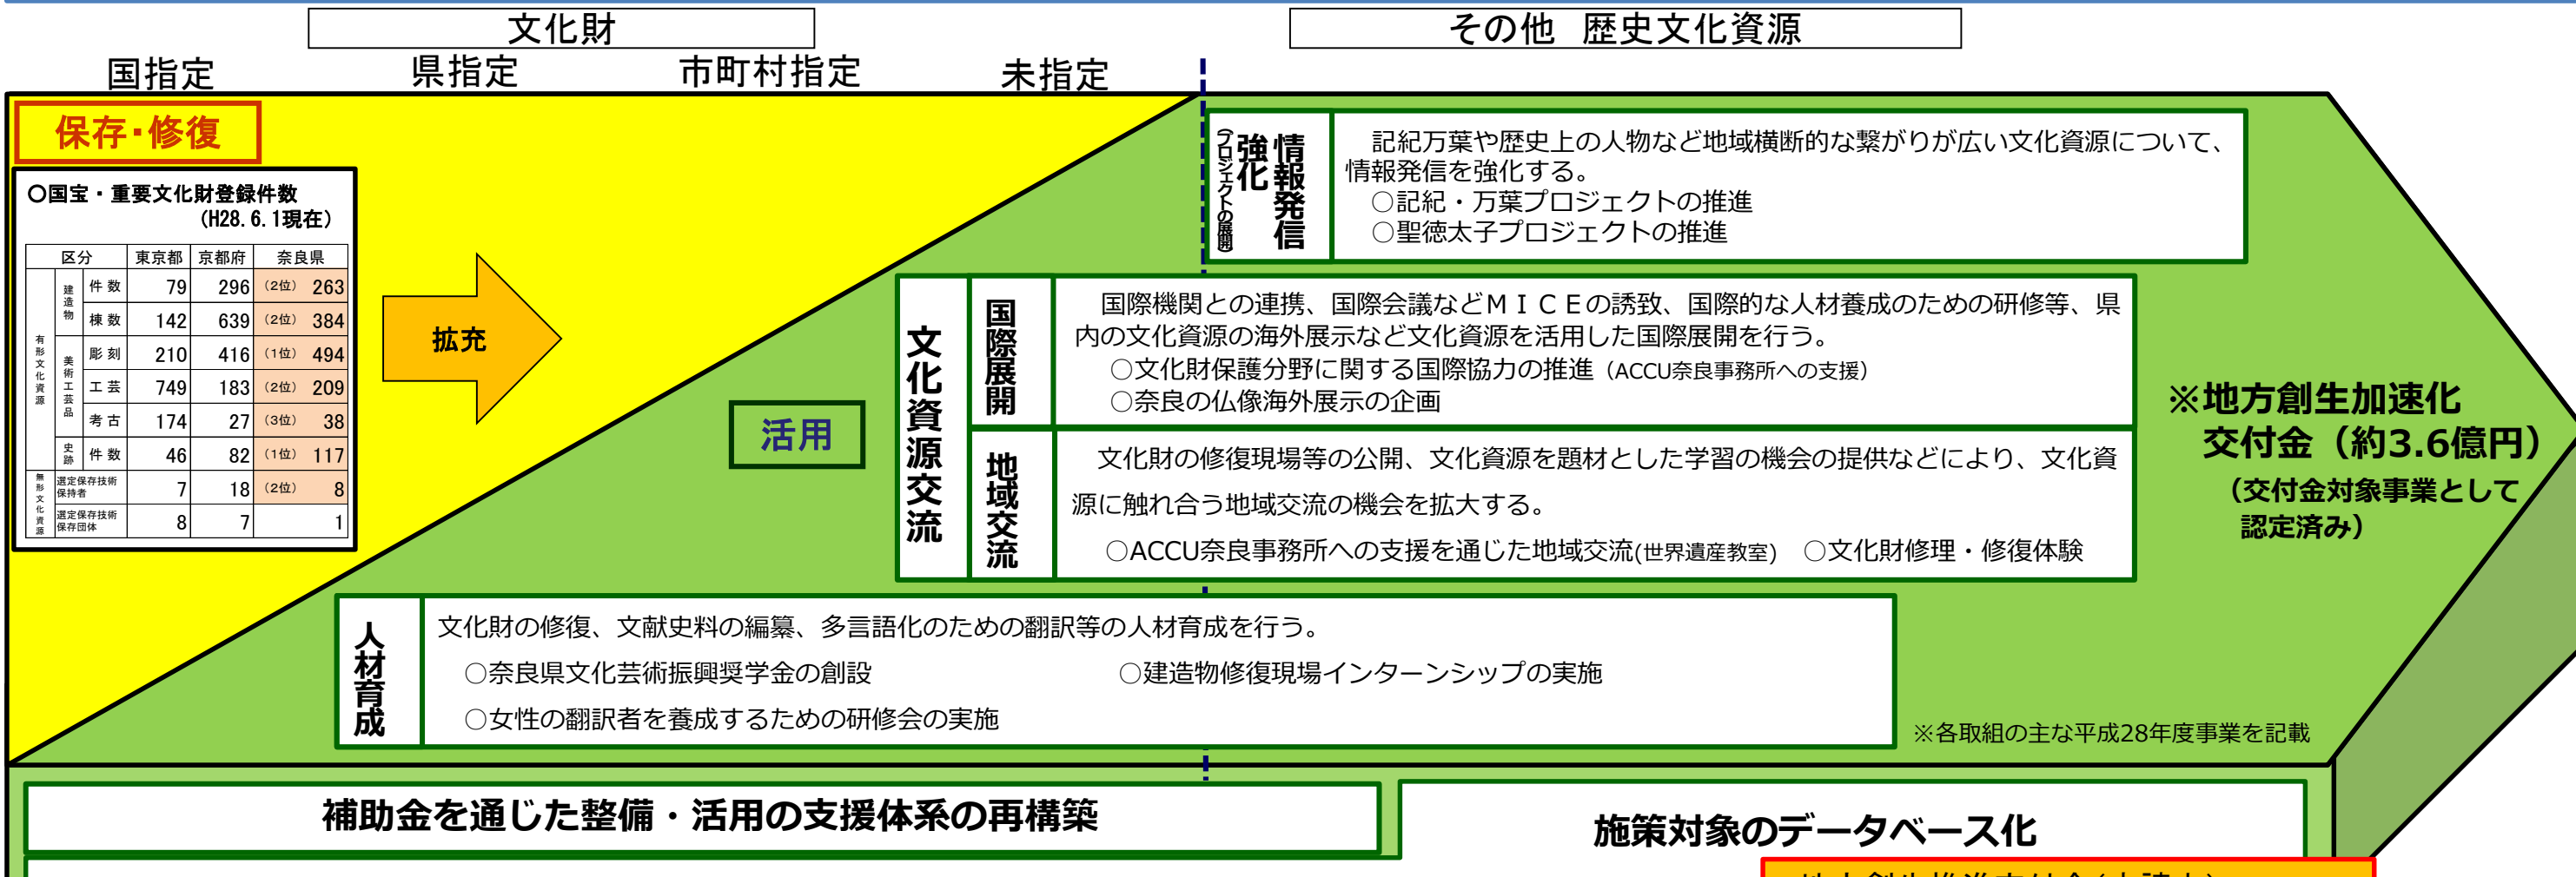 文化財
その他 歴史文化資源
国指定 県指定 市町村指定 未指定
保存・修復
〇国宝・重要文化財登録件数
(H28.6.1現在)
区分 東京都 京都府 奈良県
有形文化資源 建造物 件数 79 296 (2位) 263
棟数 142 639 (2位) 384
美術工芸品 彫刻 210 416 (1位) 494
工芸 749 183 (2位) 209
考古 174 27 (3位) 38
史跡 件数 46 82 (1位) 117
無形文化資源 選定保存技術保持者 7 18 (2位) 8
選定保存技術保存団体 8 7 1
拡充
活用
情報発信
強化
(プロジェクトの展開)
記紀万葉や歴史上の人物など地域横断的な繋がりが広い文化資源について、
情報発信を強化する。
○記紀・万葉プロジェクトの推進
○聖徳太子プロジェクトの推進
文化資源交流
国際展開
国際機関との連携、国際会議などＭＩＣＥの誘致、国際的な人材養成のための研修等、県
内の文化資源の海外展示など文化資源を活用した国際展開を行う。
○文化財保護分野に関する国際協力の推進（ACCU奈良事務所への支援）
○奈良の仏像海外展示の企画
地域交流
文化財の修復現場等の公開、文化資源を題材とした学習の機会の提供などにより、文化資
源に触れ合う地域交流の機会を拡大する。
○ACCU奈良事務所への支援を通じた地域交流(世界遺産教室) ○文化財修理・修復体験
※地方創生加速化
交付金（約3.6億円）
（交付金対象事業として
認定済み）
人材育成
文化財の修復、文献史料の編纂、多言語化のための翻訳等の人材育成を行う。
○奈良県文化芸術振興奨学金の創設 ○建造物修復現場インターンシップの実施
○女性の翻訳者を養成するための研修会の実施
※各取組の主な平成28年度事業を記載
補助金を通じた整備・活用の支援体系の再構築
施策対象のデータベース化